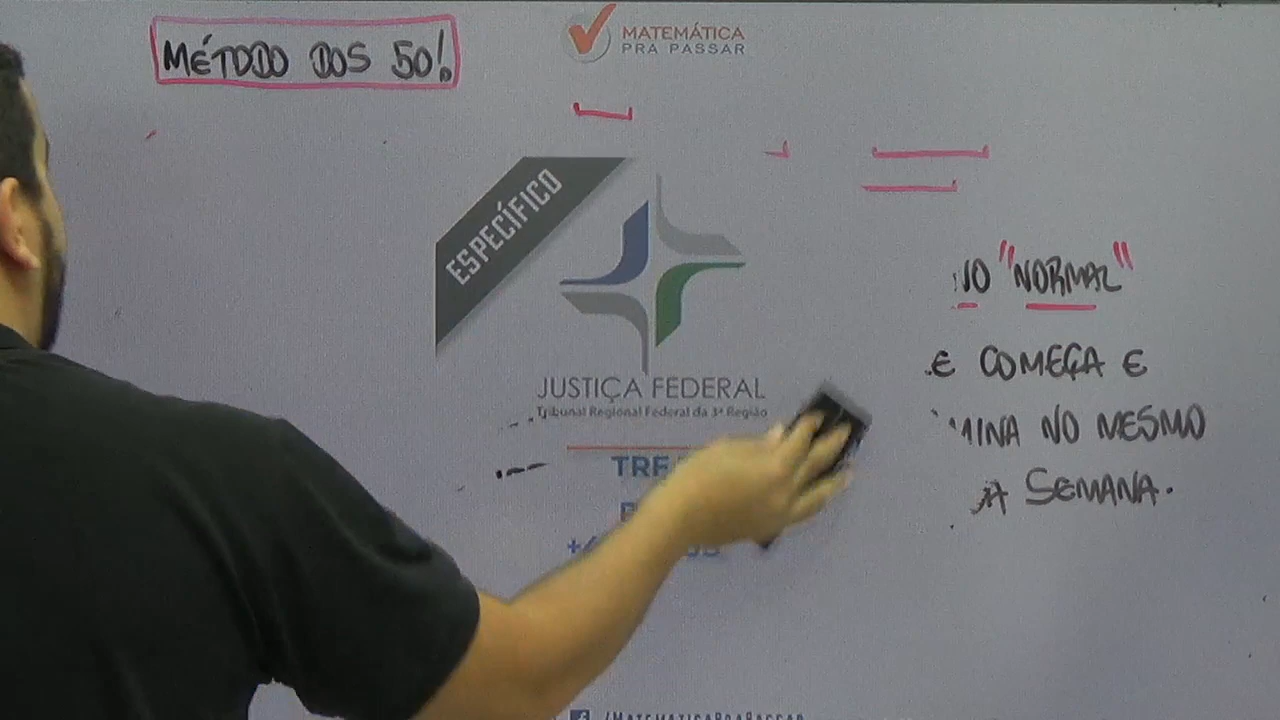 MÉTODO DOS 50!
MATEMÁTICA
PRA PASSAR
ESPECÍFICO
"NORMAL"
E COMEÇA E
NO MESMO
SEMANA.
JUSTIÇA FEDERAL
Tribunal Regional Federal da 3ª Região
TRF
/MATEMATICAPRAPASSAR